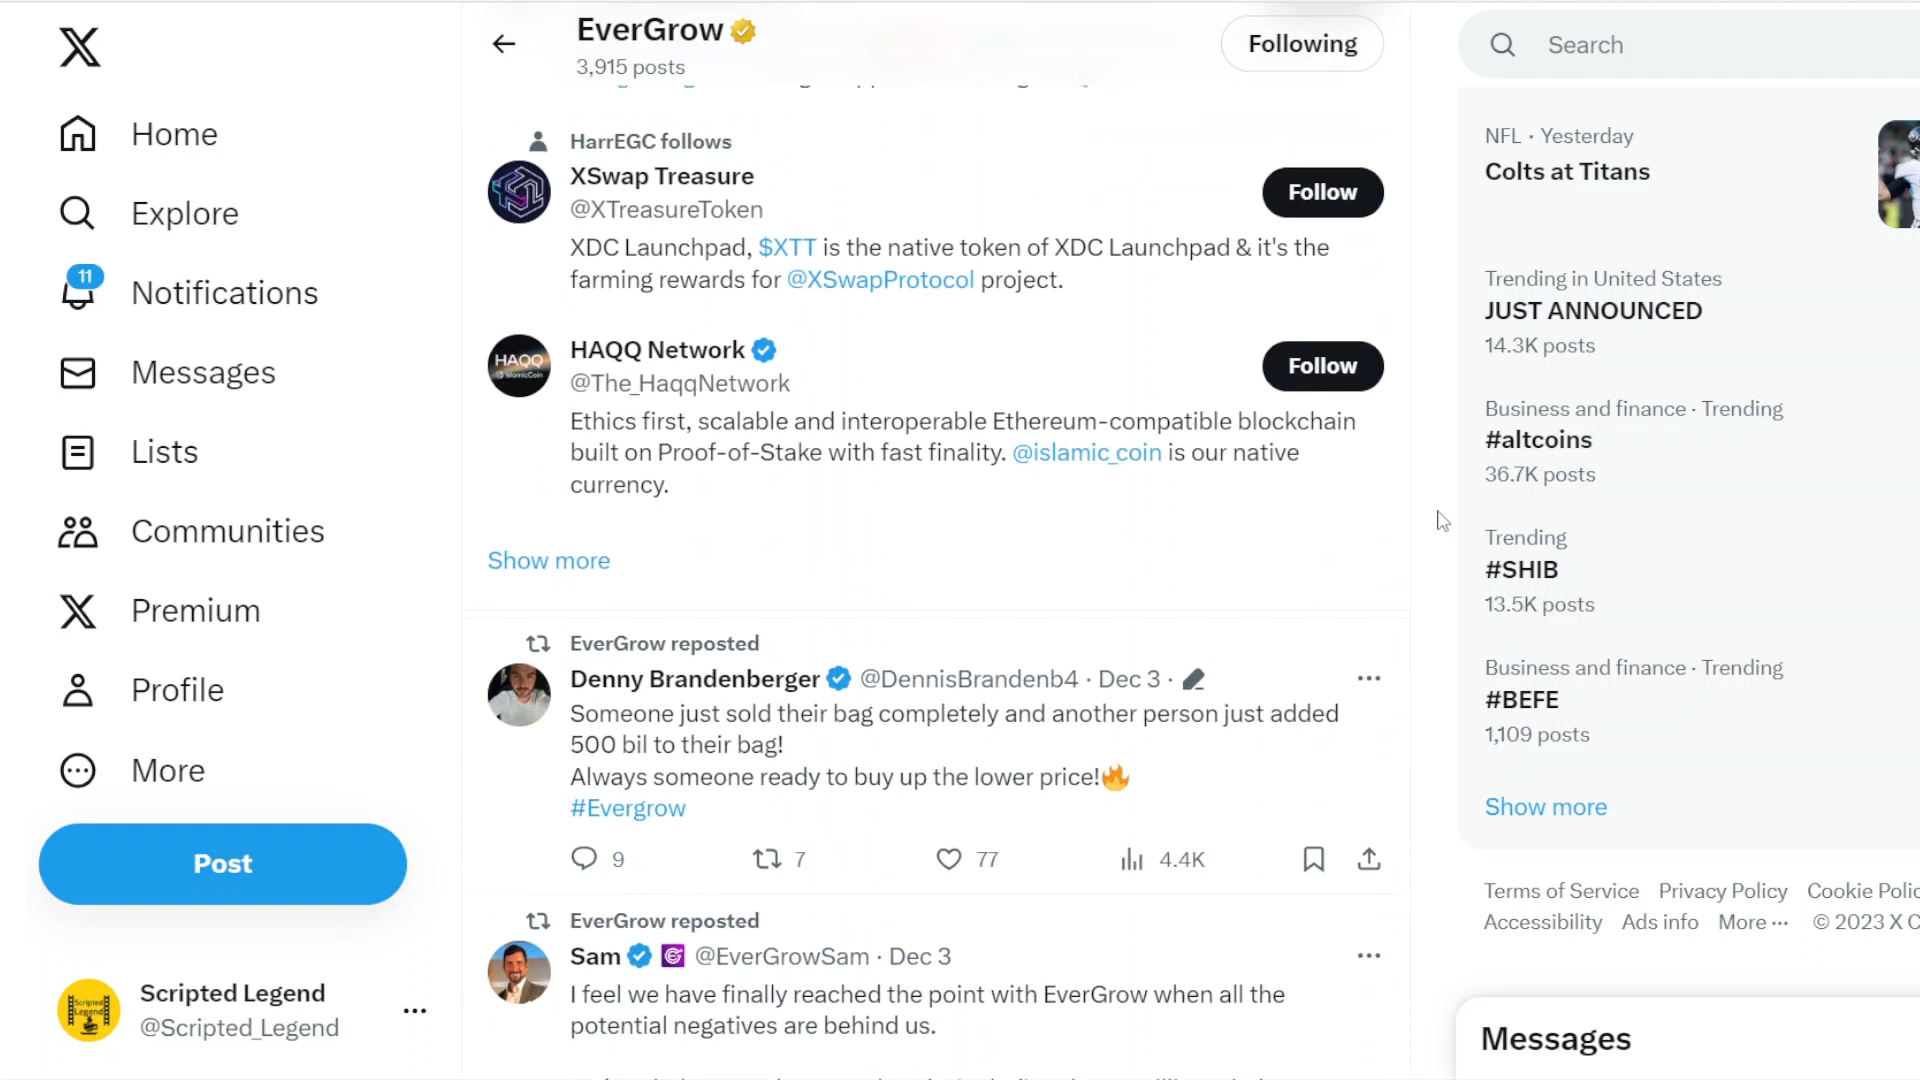 Home
Explore
11
Notifications
Messages
Lists
Communities
Premium
Profile
More
Post
Scripted Legend
@Scripted_Legend
EverGrow
3,915 posts
Following
HarrEGC follows
XSwap Treasure
@XTreasureToken
Follow
XDC Launchpad, $XTT is the native token of XDC Launchpad & it's the
farming rewards for @XSwapProtocol project.
HAQQ
HAQQ Network
@The_HaqqNetwork
Follow
Ethics first, scalable and interoperable Ethereum-compatible blockchain
built on Proof-of-Stake with fast finality. @islamic_coin is our native
currency.
Show more
EverGrow reposted
Denny Brandenberger @DennisBrandenb4 · Dec 3 ·
Someone just sold their bag completely and another person just added
500 bil to their bag!
Always someone ready to buy up the lower price!🔥
#Evergrow
9 7 77 4.4K
EverGrow reposted
Sam @EverGrowSam · Dec 3
I feel we have finally reached the point with EverGrow when all the
potential negatives are behind us.
Search
NFL · Yesterday
Colts at Titans
Trending in United States
JUST ANNOUNCED
14.3K posts
Business and finance · Trending
#altcoins
36.7K posts
Trending
#SHIB
13.5K posts
Business and finance · Trending
#BEFE
1,109 posts
Show more
Terms of Service Privacy Policy Cookie Polic
Accessibility Ads info More ··· © 2023 X C
Messages